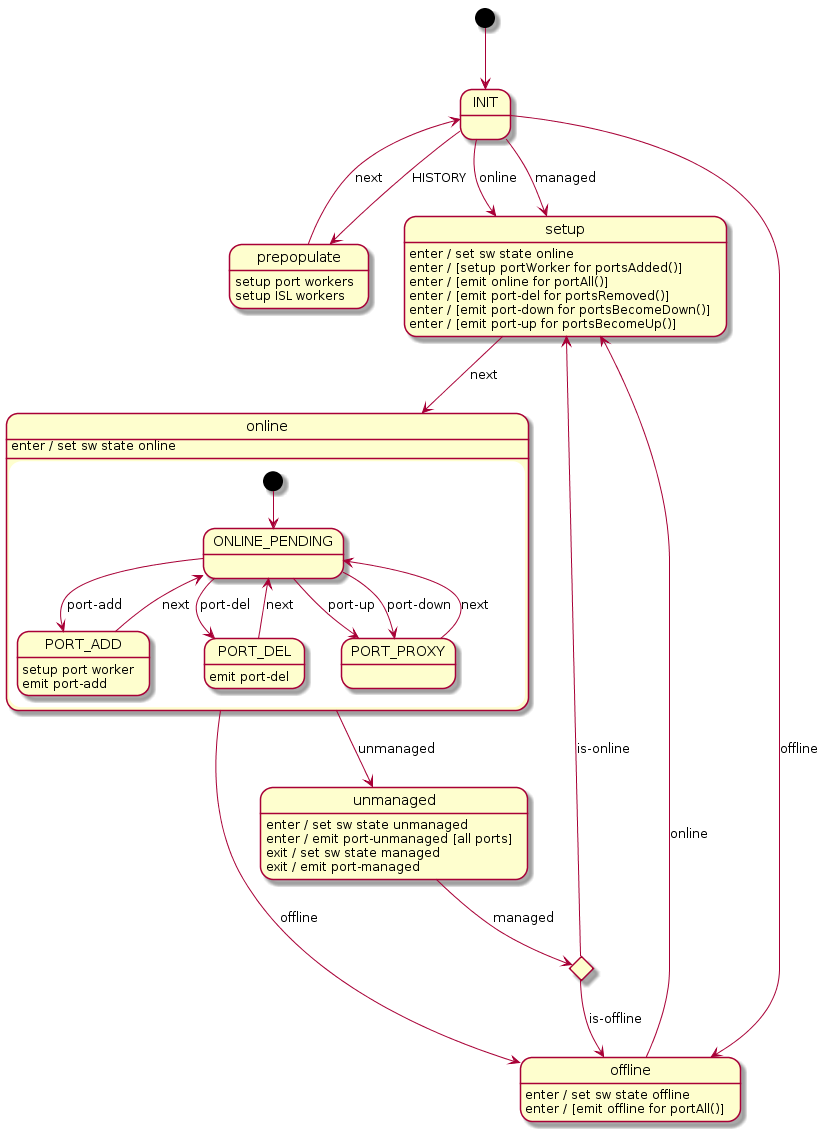 INIT
next
HISTORY
online
managed
setup
enter / set sw state online
enter / [setup portWorker for portsAdded()]
enter / [emit online for portAll()]
enter / [emit port-del for portsRemoved()]
enter / [emit port-down for portsBecomeDown()]
enter / [emit port-up for portsBecomeUp()]
prepopulate
setup port workers
setup ISL workers
next
online
enter / set sw state online
ONLINE_PENDING
port-add
next
port-del
next
port-up
port-down
next
PORT_ADD
setup port worker
emit port-add
PORT_DEL
emit port-del
PORT_PROXY
unmanaged
is-online
offline
unmanaged
enter / set sw state unmanaged
enter / emit port-unmanaged [all ports]
exit / set sw state managed
exit / emit port-managed
online
offline
managed
is-offline
offline
enter / set sw state offline
enter / [emit offline for portAll()]